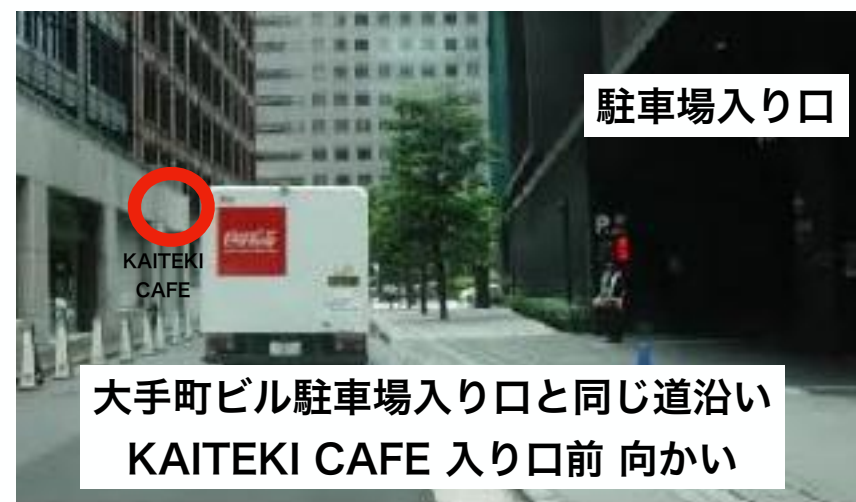 駐車場入り口
Coca-Cola
P
KAITEKI
CAFE
大手町ビル駐車場入り口と同じ道沿い
KAITEKI CAFE 入り口前 向かい